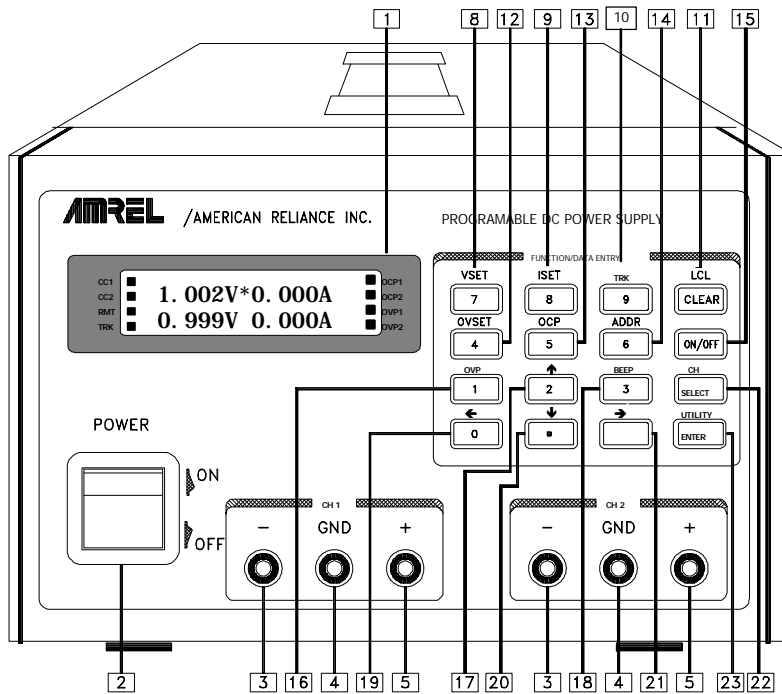 1 8 12 9 13 10 14 11 15
AMREL /AMERICAN RELIANCE INC.
PROGRAMABLE DC POWER SUPPLY
FUNCTION/DATA ENTRY
CC1 OCP1
CC2 1.002V*0.000A OCP2
RMT 0.999V 0.000A OVP1
TRK OVP2
VSET ISET TRK LCL
7 8 9 CLEAR
OVSET OCP ADDR
4 5 6 ON/OFF
OVP ↑ BEEP CH
1 2 3 SELECT
← ↓ → UTILITY
0 . ENTER
POWER
ON
OFF
CH 1
- GND +
CH 2
- GND +
2 3 16 4 19 5 17 20 3 18 4 21 5 23 22